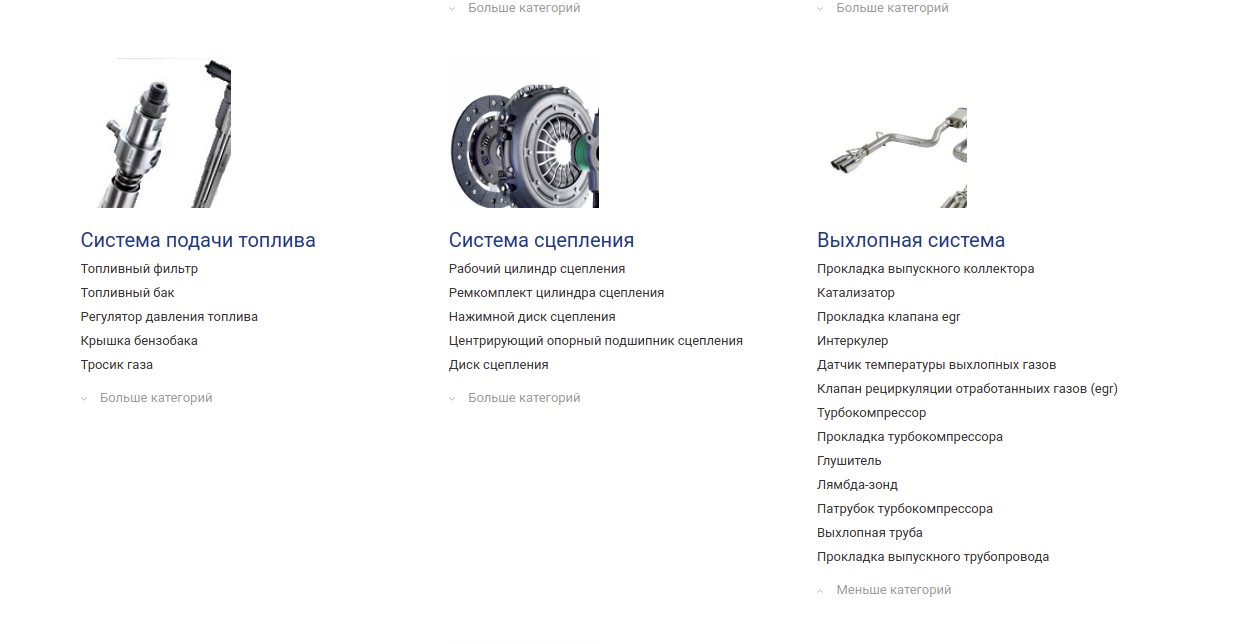 Больше категорий
Больше категорий
Система подачи топлива
Топливный фильтр
Топливный бак
Регулятор давления топлива
Крышка бензобака
Тросик газа
Больше категорий
Система сцепления
Рабочий цилиндр сцепления
Ремкомплект цилиндра сцепления
Нажимной диск сцепления
Центрирующий опорный подшипник сцепления
Диск сцепления
Больше категорий
Выхлопная система
Прокладка выпускного коллектора
Катализатор
Прокладка клапана egr
Интеркулер
Датчик температуры выхлопных газов
Клапан рециркуляции отработанныих газов (egr)
Турбокомпрессор
Прокладка турбокомпрессора
Глушитель
Лямбда-зонд
Патрубок турбокомпрессора
Выхлопная труба
Прокладка выпускного трубопровода
Меньше категорий